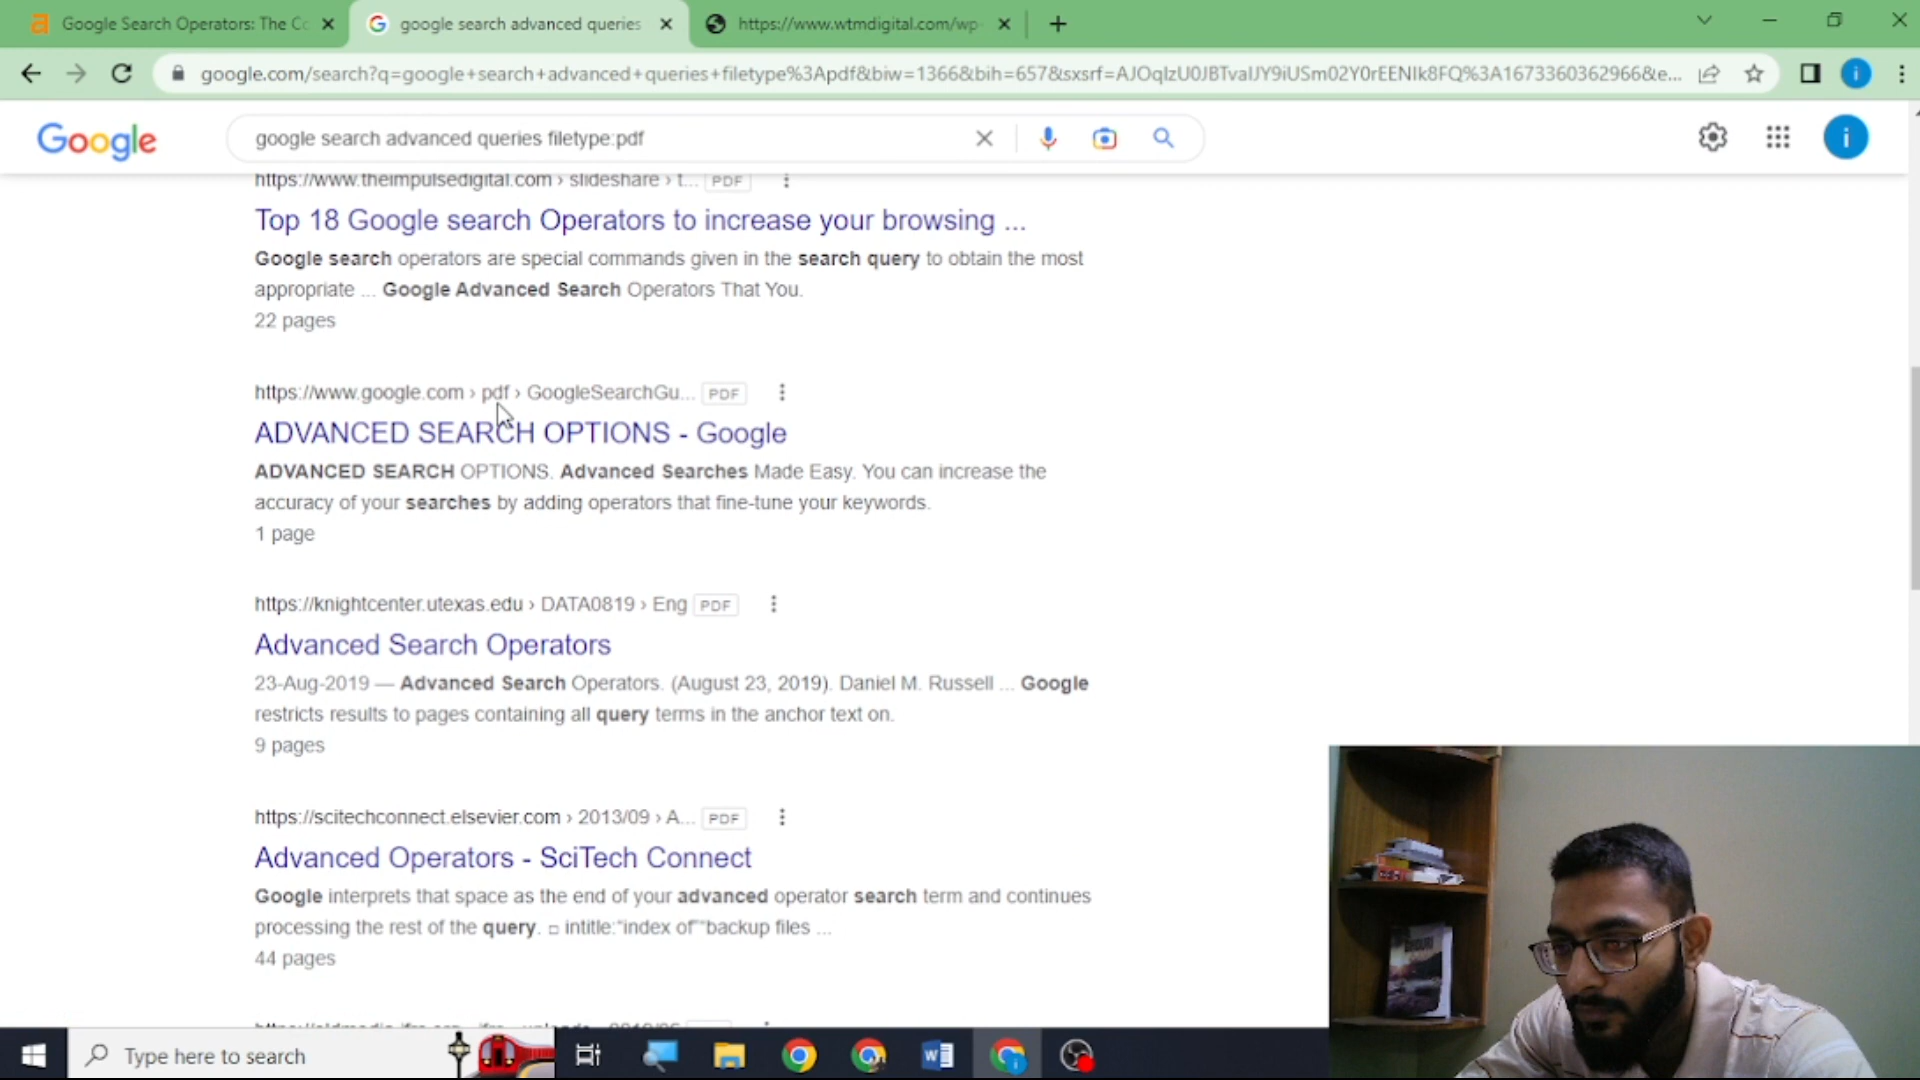 Google Search Operators: The Co
google search advanced queries
https://www.wtmdigital.com/wp-
google.com/search?q=google+search+advanced+queries+filetype%3Apdf&biw=1366&bih=657&sxsrf=AJOqlzU0JBTvalJY9iUSm02Y0rEENIk8FQ%3A1673360362966&e...
Google
google search advanced queries filetype:pdf
https://www.theimpulsedigital.com › slideshare › t... PDF
Top 18 Google search Operators to increase your browsing ...
Google search operators are special commands given in the search query to obtain the most
appropriate ... Google Advanced Search Operators That You.
22 pages
https://www.google.com › pdf › GoogleSearchGu... PDF
ADVANCED SEARCH OPTIONS - Google
ADVANCED SEARCH OPTIONS. Advanced Searches Made Easy. You can increase the
accuracy of your searches by adding operators that fine-tune your keywords.
1 page
https://knightcenter.utexas.edu › DATA0819 › Eng PDF
Advanced Search Operators
23-Aug-2019 — Advanced Search Operators. (August 23, 2019). Daniel M. Russell ... Google
restricts results to pages containing all query terms in the anchor text on.
9 pages
https://scitechconnect.elsevier.com › 2013/09 › A... PDF
Advanced Operators - SciTech Connect
Google interprets that space as the end of your advanced operator search term and continues
processing the rest of the query. □ intitle:"index of""backup files ...
44 pages
Type here to search